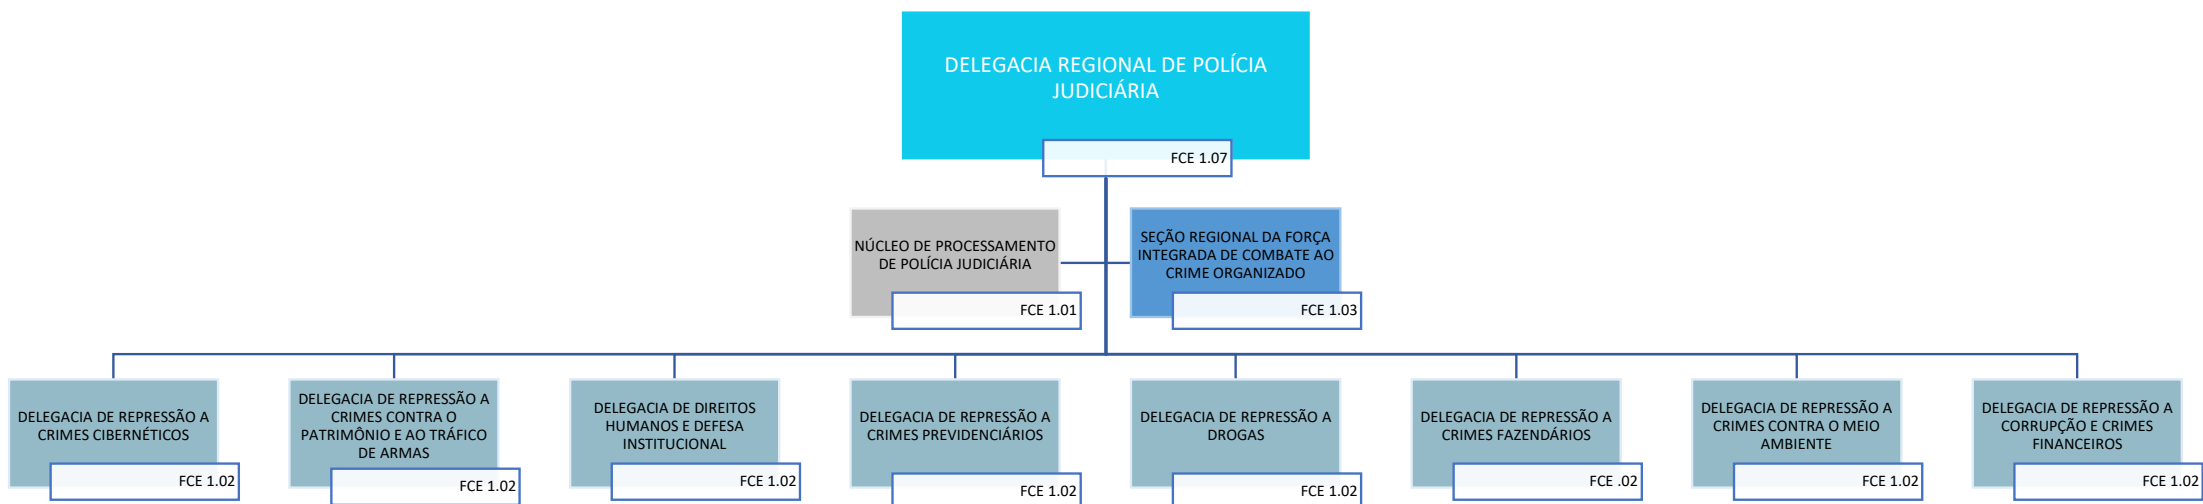 DELEGACIA REGIONAL DE POLÍCIA
JUDICIÁRIA
FCE 1.07
NÚCLEO DE PROCESSAMENTO
DE POLÍCIA JUDICIÁRIA
FCE 1.01
SEÇÃO REGIONAL DA FORÇA
INTEGRADA DE COMBATE AO
CRIME ORGANIZADO
FCE 1.03
DELEGACIA DE REPRESSÃO A
CRIMES CIBERNÉTICOS
FCE 1.02
DELEGACIA DE REPRESSÃO A
CRIMES CONTRA O
PATRIMÔNIO E AO TRÁFICO
DE ARMAS
FCE 1.02
DELEGACIA DE DIREITOS
HUMANOS E DEFESA
INSTITUCIONAL
FCE 1.02
DELEGACIA DE REPRESSÃO A
CRIMES PREVIDENCIÁRIOS
FCE 1.02
DELEGACIA DE REPRESSÃO A
DROGAS
FCE 1.02
DELEGACIA DE REPRESSÃO A
CRIMES FAZENDÁRIOS
FCE .02
DELEGACIA DE REPRESSÃO A
CRIMES CONTRA O MEIO
AMBIENTE
FCE 1.02
DELEGACIA DE REPRESSÃO A
CORRUPÇÃO E CRIMES
FINANCEIROS
FCE 1.02